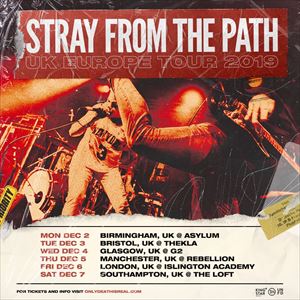 STRAY FROM THE PATH
UK EUROPE TOUR 2019
MON DEC 2 BIRMINGHAM, UK @ ASYLUM
TUE DEC 3 BRISTOL, UK @ THEKLA
WED DEC 4 GLASGOW, UK @ G2
THU DEC 5 MANCHESTER, UK @ REBELLION
FRI DEC 6 LONDON, UK @ ISLINGTON ACADEMY
SAT DEC 7 SOUTHAMPTON, UK @ THE LOFT
FOR TICKETS AND INFO VISIT ONLYDEATHISREAL.COM